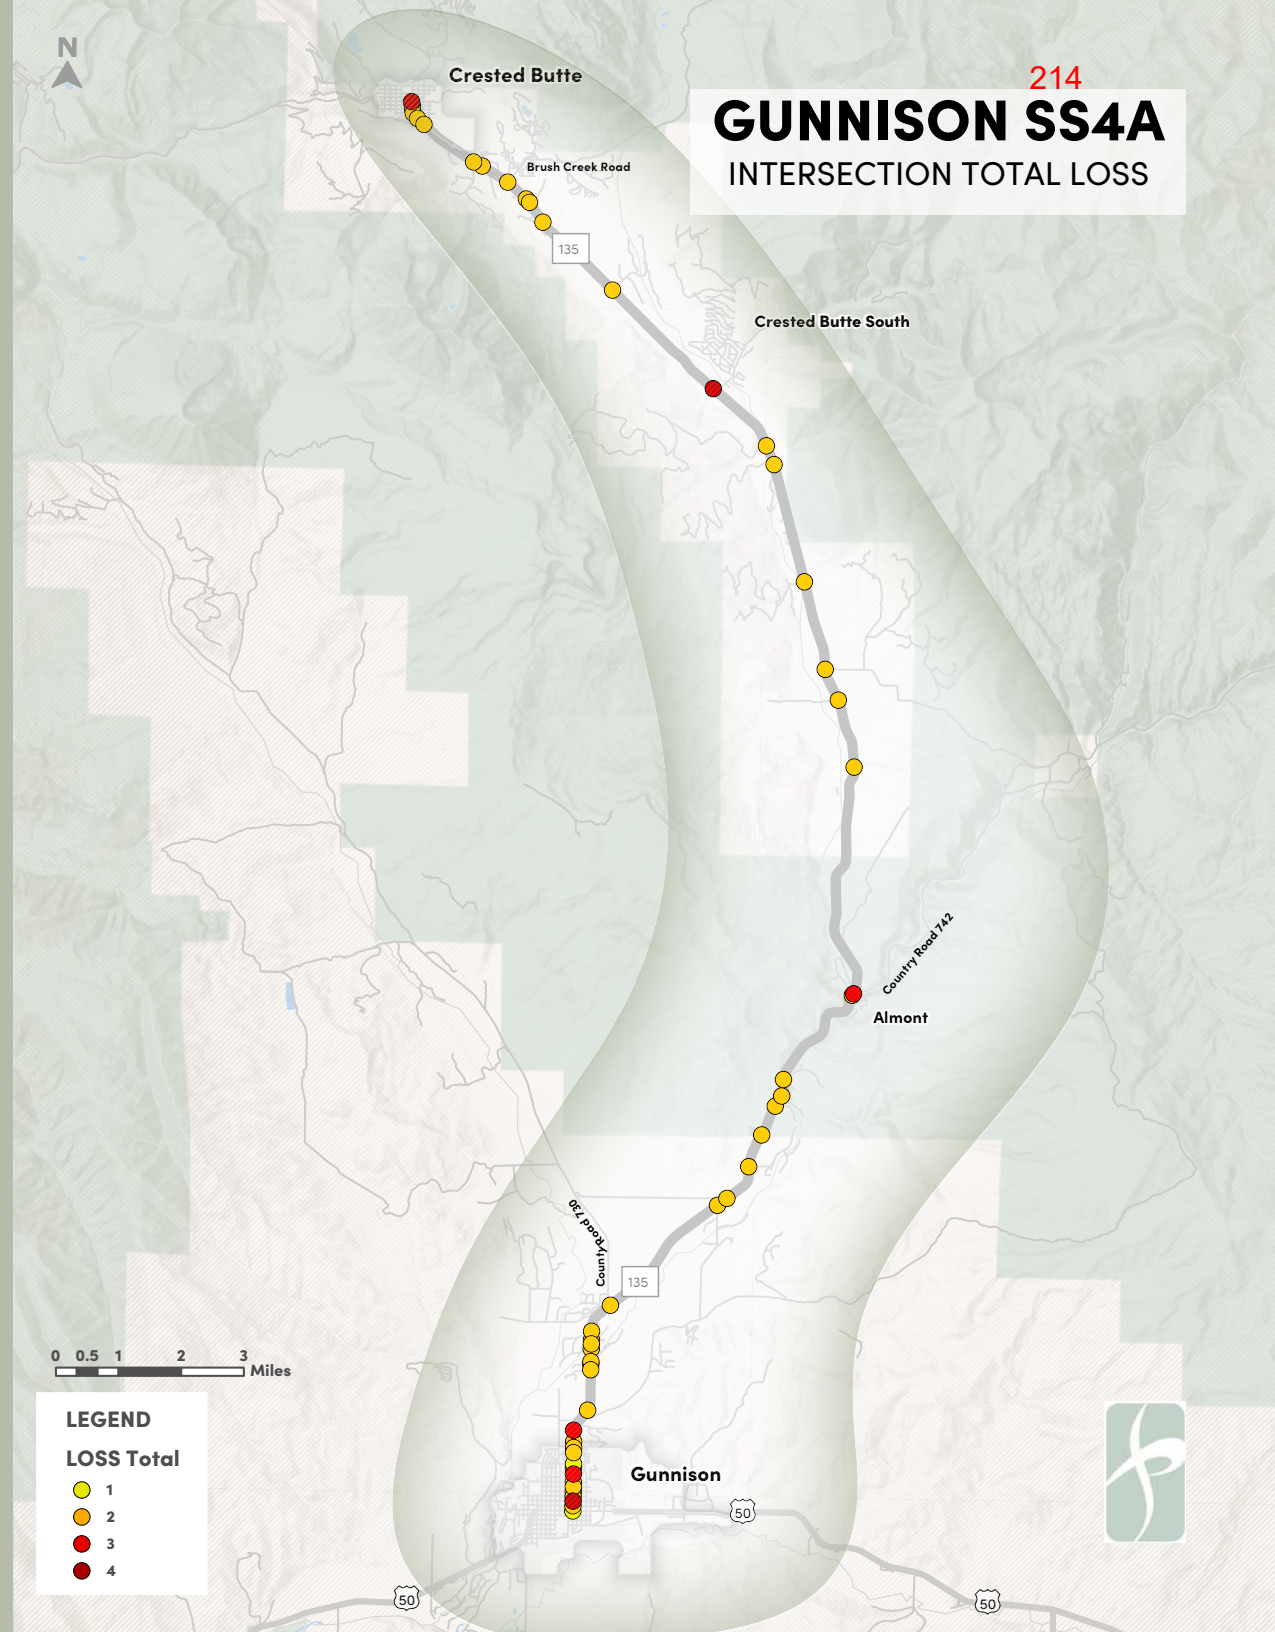 214
N
GUNNISON SS4A
INTERSECTION TOTAL LOSS
Crested Butte
Brush Creek Road
135
Crested Butte South
Country Road 742
Almont
County Road 730
135
0 0.5 1 2 3 Miles
LEGEND
LOSS Total
1
2
3
4
Gunnison
50
50
50